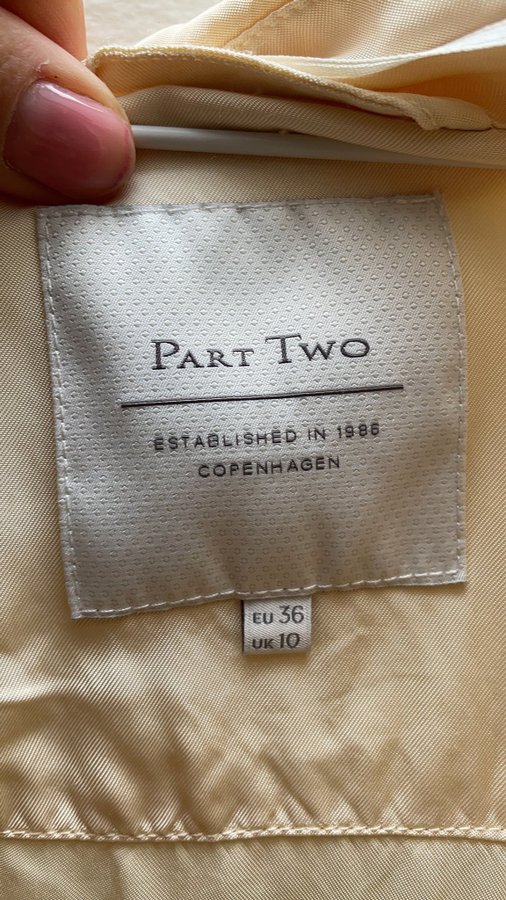 PART TWO
ESTABLISHED IN 1986
COPENHAGEN
EU 36
UK 10